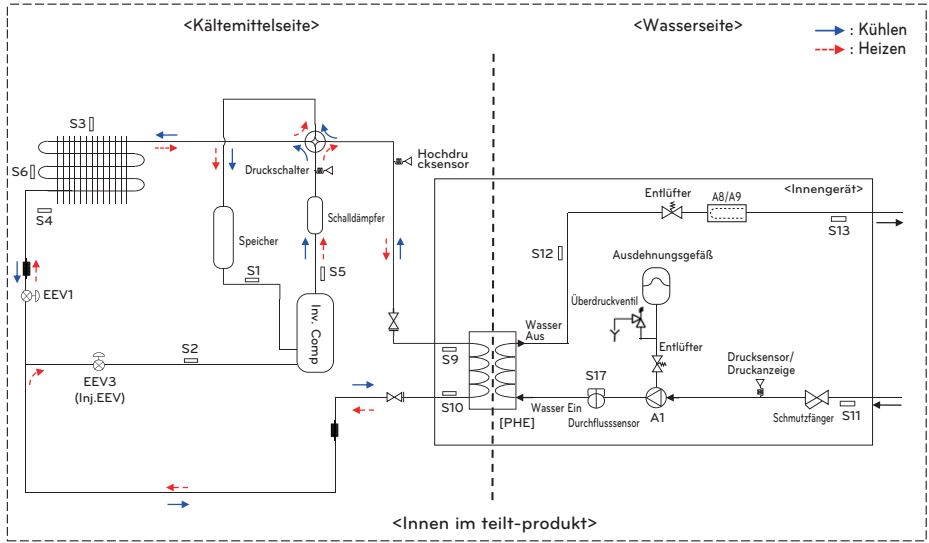 <Kältemittelseite>
<Wasserseite>
: Kühlen
: Heizen
S3
S6
S4
Druckschalter
Hochdru
cksensor
Speicher
Schalldämpfer
S1
S5
EEV1
Inv. Comp
S2
EEV3
(Inj.EEV)
<Innengerät>
Entlüfter
A8/A9
S13
S12
Ausdehnungsgefäß
Überdruckventil
Wasser
Aus
Entlüfter
S9
S10
S17
Drucksensor/
Druckanzeige
Wasser Ein
Durchflusssensor
A1
Schmutzfänger
S11
[PHE]
<Innen im teilt-produkt>